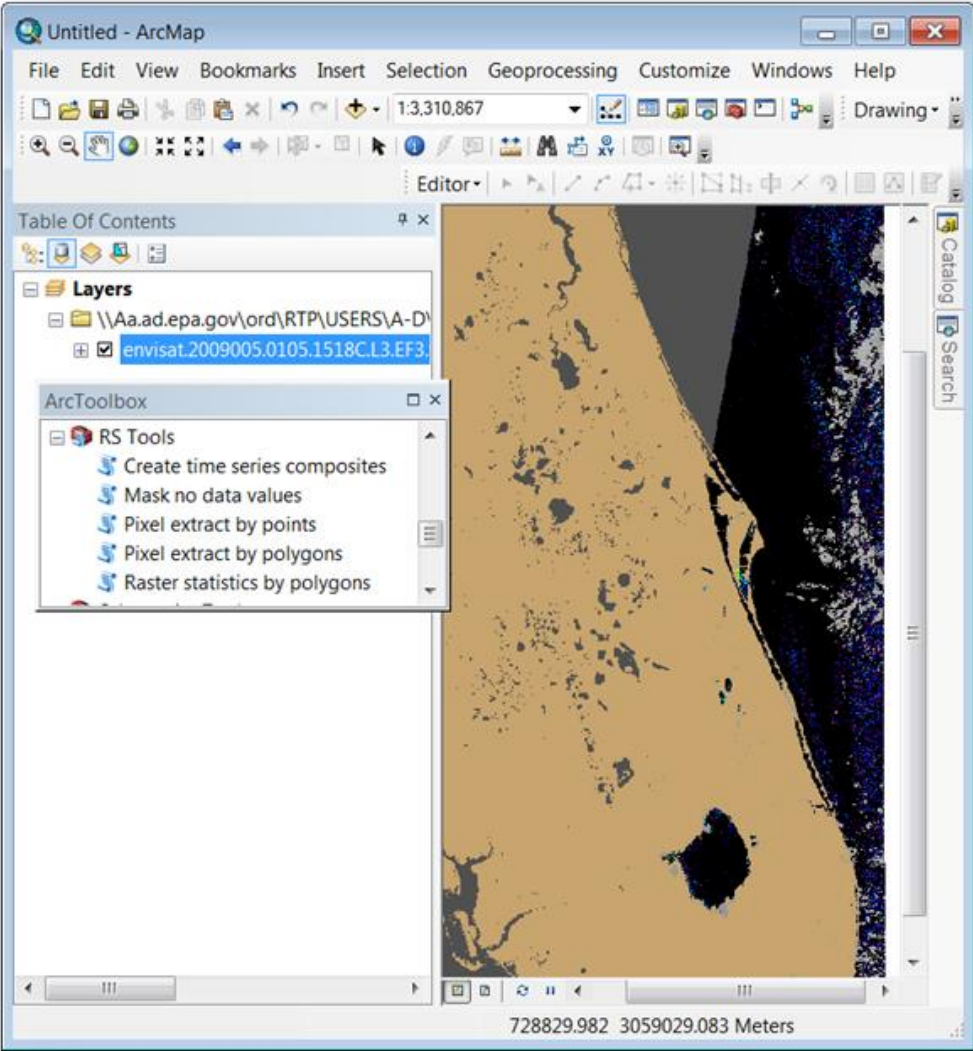 Untitled - ArcMap
File Edit View Bookmarks Insert Selection Geoprocessing Customize Windows Help
1:3,310,867 Drawing
Editor
Table Of Contents
Layers
\\Aa.ad.epa.gov\ord\RTP\USERS\A-D\
envisat.2009005.0105.1518C.L3.EF3.
ArcToolbox
RS Tools
Create time series composites
Mask no data values
Pixel extract by points
Pixel extract by polygons
Raster statistics by polygons
Catalog
Search
728829.982 3059029.083 Meters